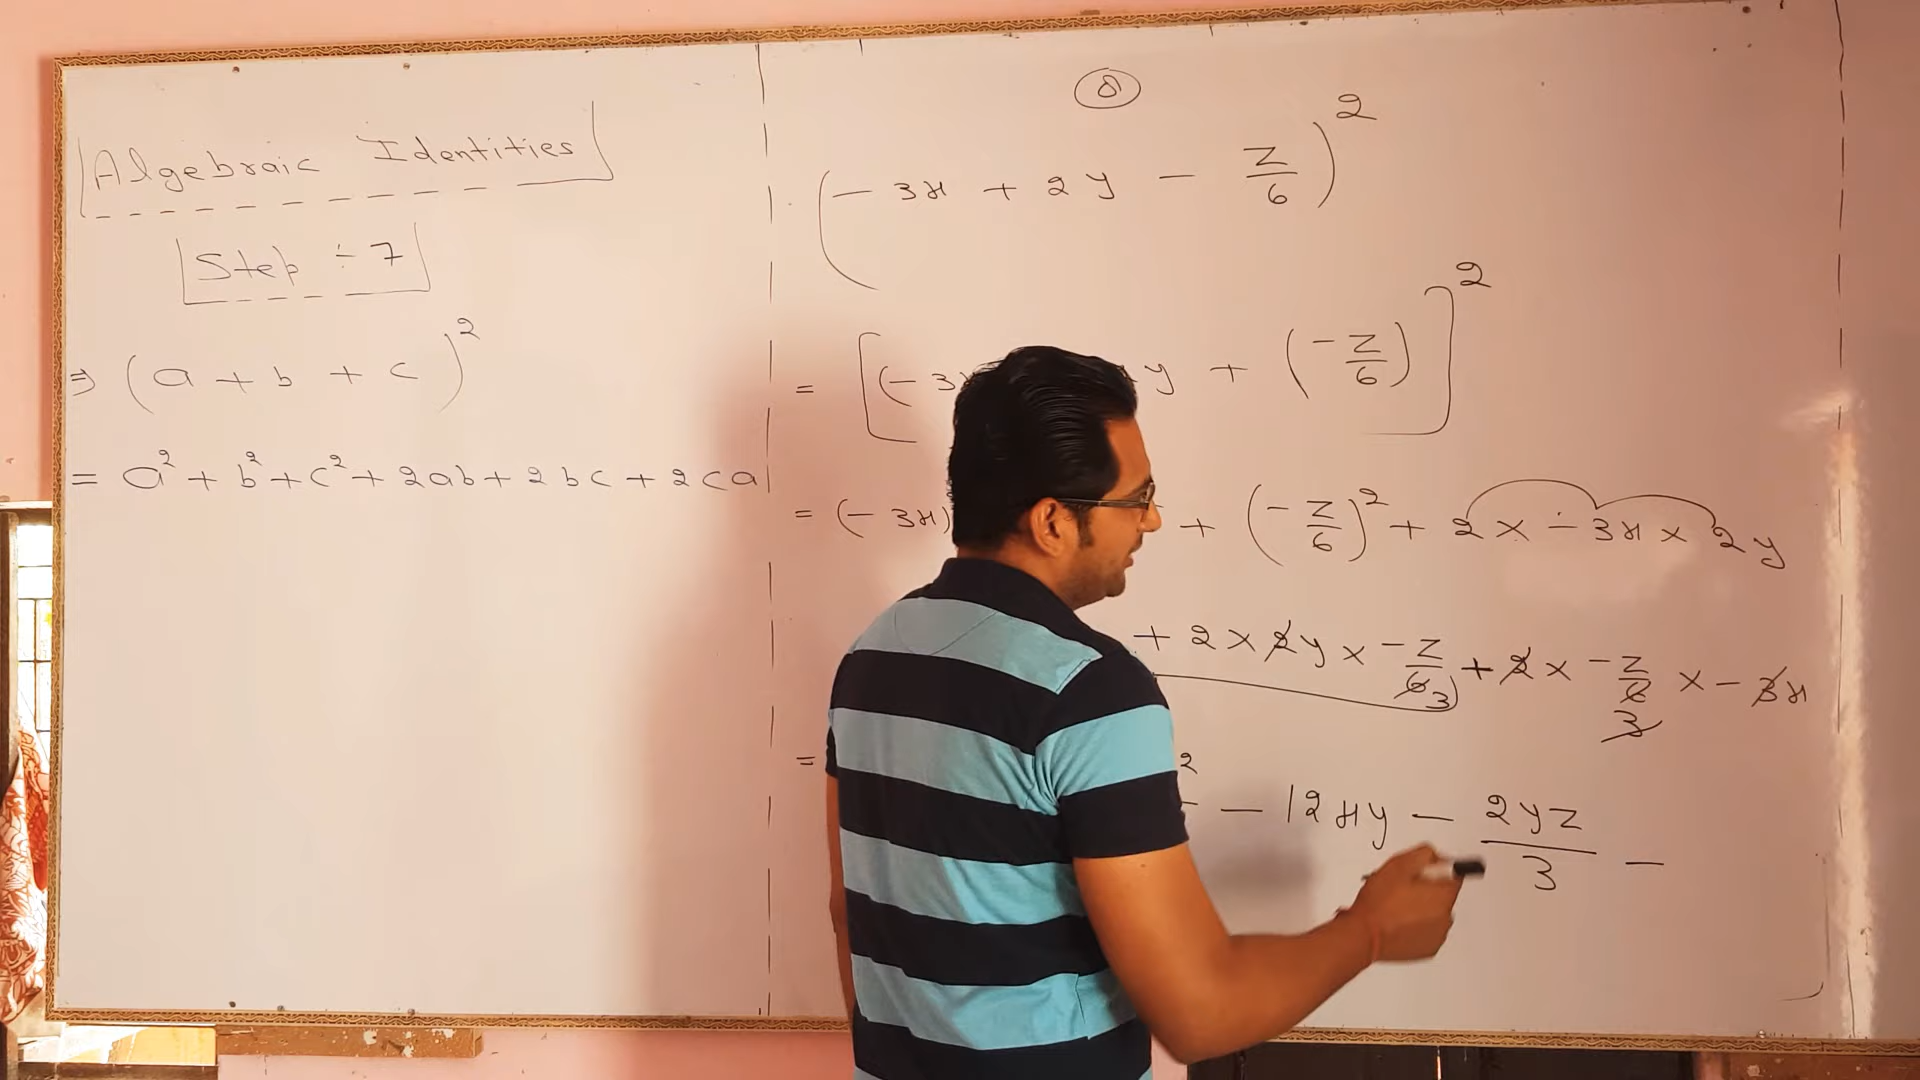 Algebraic Identities
Step ÷ 7
⇒ (a + b + c)²
= a² + b² + c² + 2ab + 2bc + 2ca
8
(- 3x + 2y - z/6)²
= [(- 3x y + (-z/6)]²
= (- 3x) + (-z/6)² + 2 x - 3x x 2y
+ 2 x 2y x -z/6 3 + 2 x -z/6 3 x - 3x
= 2 - 12xy - 2yz/3 -